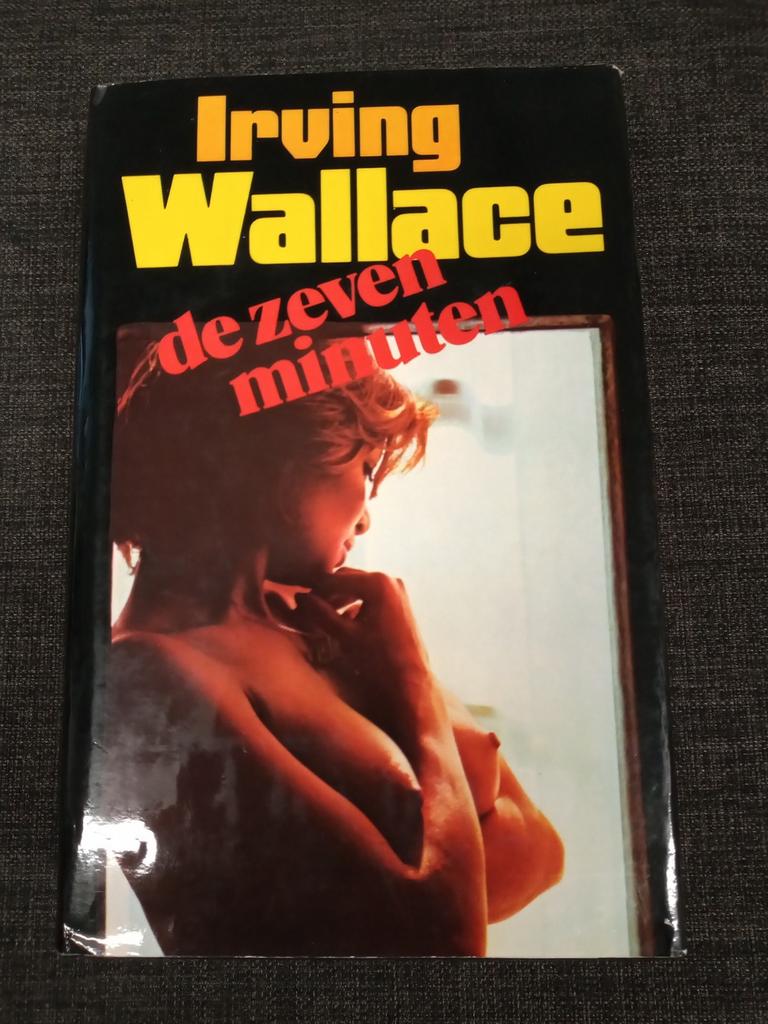 Irving
Wallace
de zeven
minuten